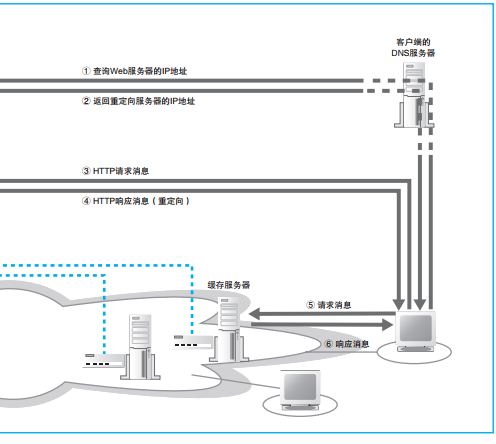 客户端的
DNS服务器
① 查询Web服务器的IP地址
② 返回重定向服务器的IP地址
③ HTTP请求消息
④ HTTP响应消息（重定向）
缓存服务器
⑤ 请求消息
⑥ 响应消息